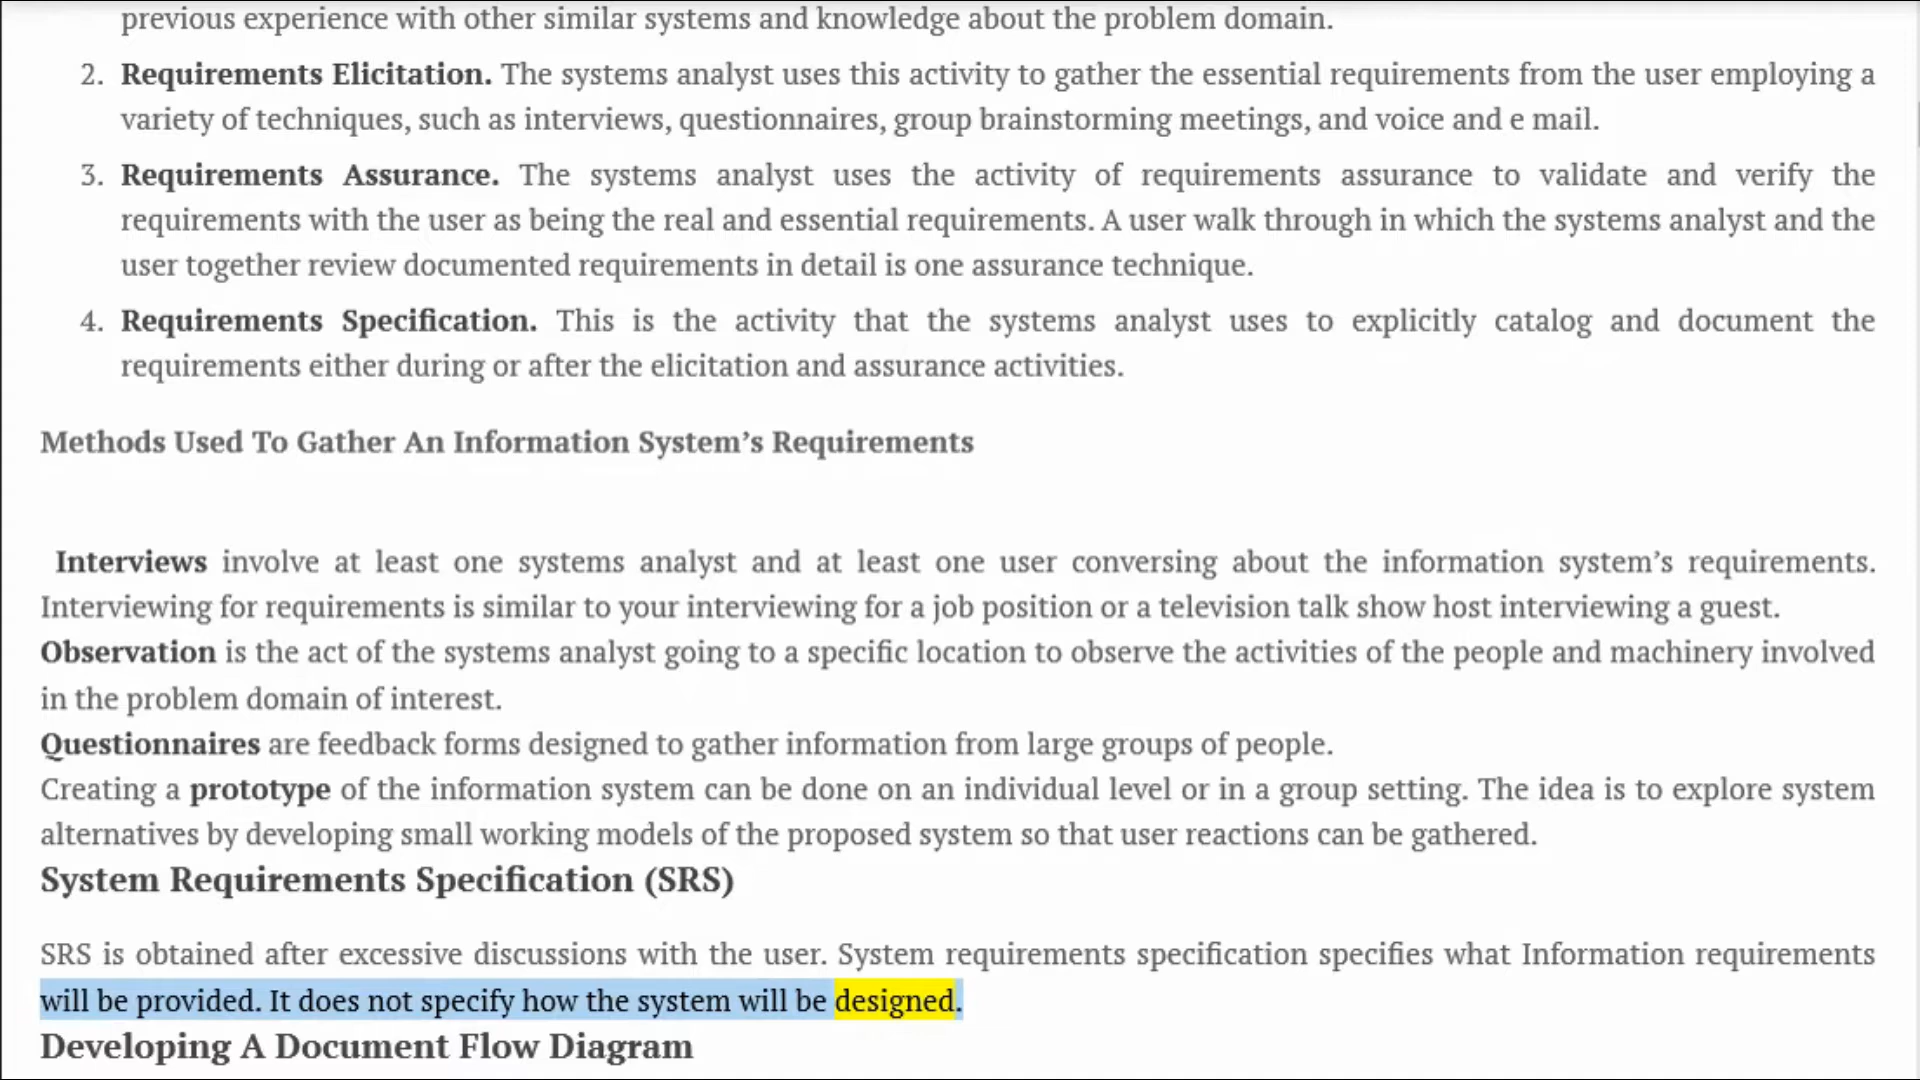 previous experience with other similar systems and knowledge about the problem domain.
2. Requirements Elicitation. The systems analyst uses this activity to gather the essential requirements from the user employing a
variety of techniques, such as interviews, questionnaires, group brainstorming meetings, and voice and e mail.
3. Requirements Assurance. The systems analyst uses the activity of requirements assurance to validate and verify the
requirements with the user as being the real and essential requirements. A user walk through in which the systems analyst and the
user together review documented requirements in detail is one assurance technique.
4. Requirements Specification. This is the activity that the systems analyst uses to explicitly catalog and document the
requirements either during or after the elicitation and assurance activities.
Methods Used To Gather An Information System’s Requirements
Interviews involve at least one systems analyst and at least one user conversing about the information system’s requirements.
Interviewing for requirements is similar to your interviewing for a job position or a television talk show host interviewing a guest.
Observation is the act of the systems analyst going to a specific location to observe the activities of the people and machinery involved
in the problem domain of interest.
Questionnaires are feedback forms designed to gather information from large groups of people.
Creating a prototype of the information system can be done on an individual level or in a group setting. The idea is to explore system
alternatives by developing small working models of the proposed system so that user reactions can be gathered.
System Requirements Specification (SRS)
SRS is obtained after excessive discussions with the user. System requirements specification specifies what Information requirements
will be provided. It does not specify how the system will be designed.
Developing A Document Flow Diagram